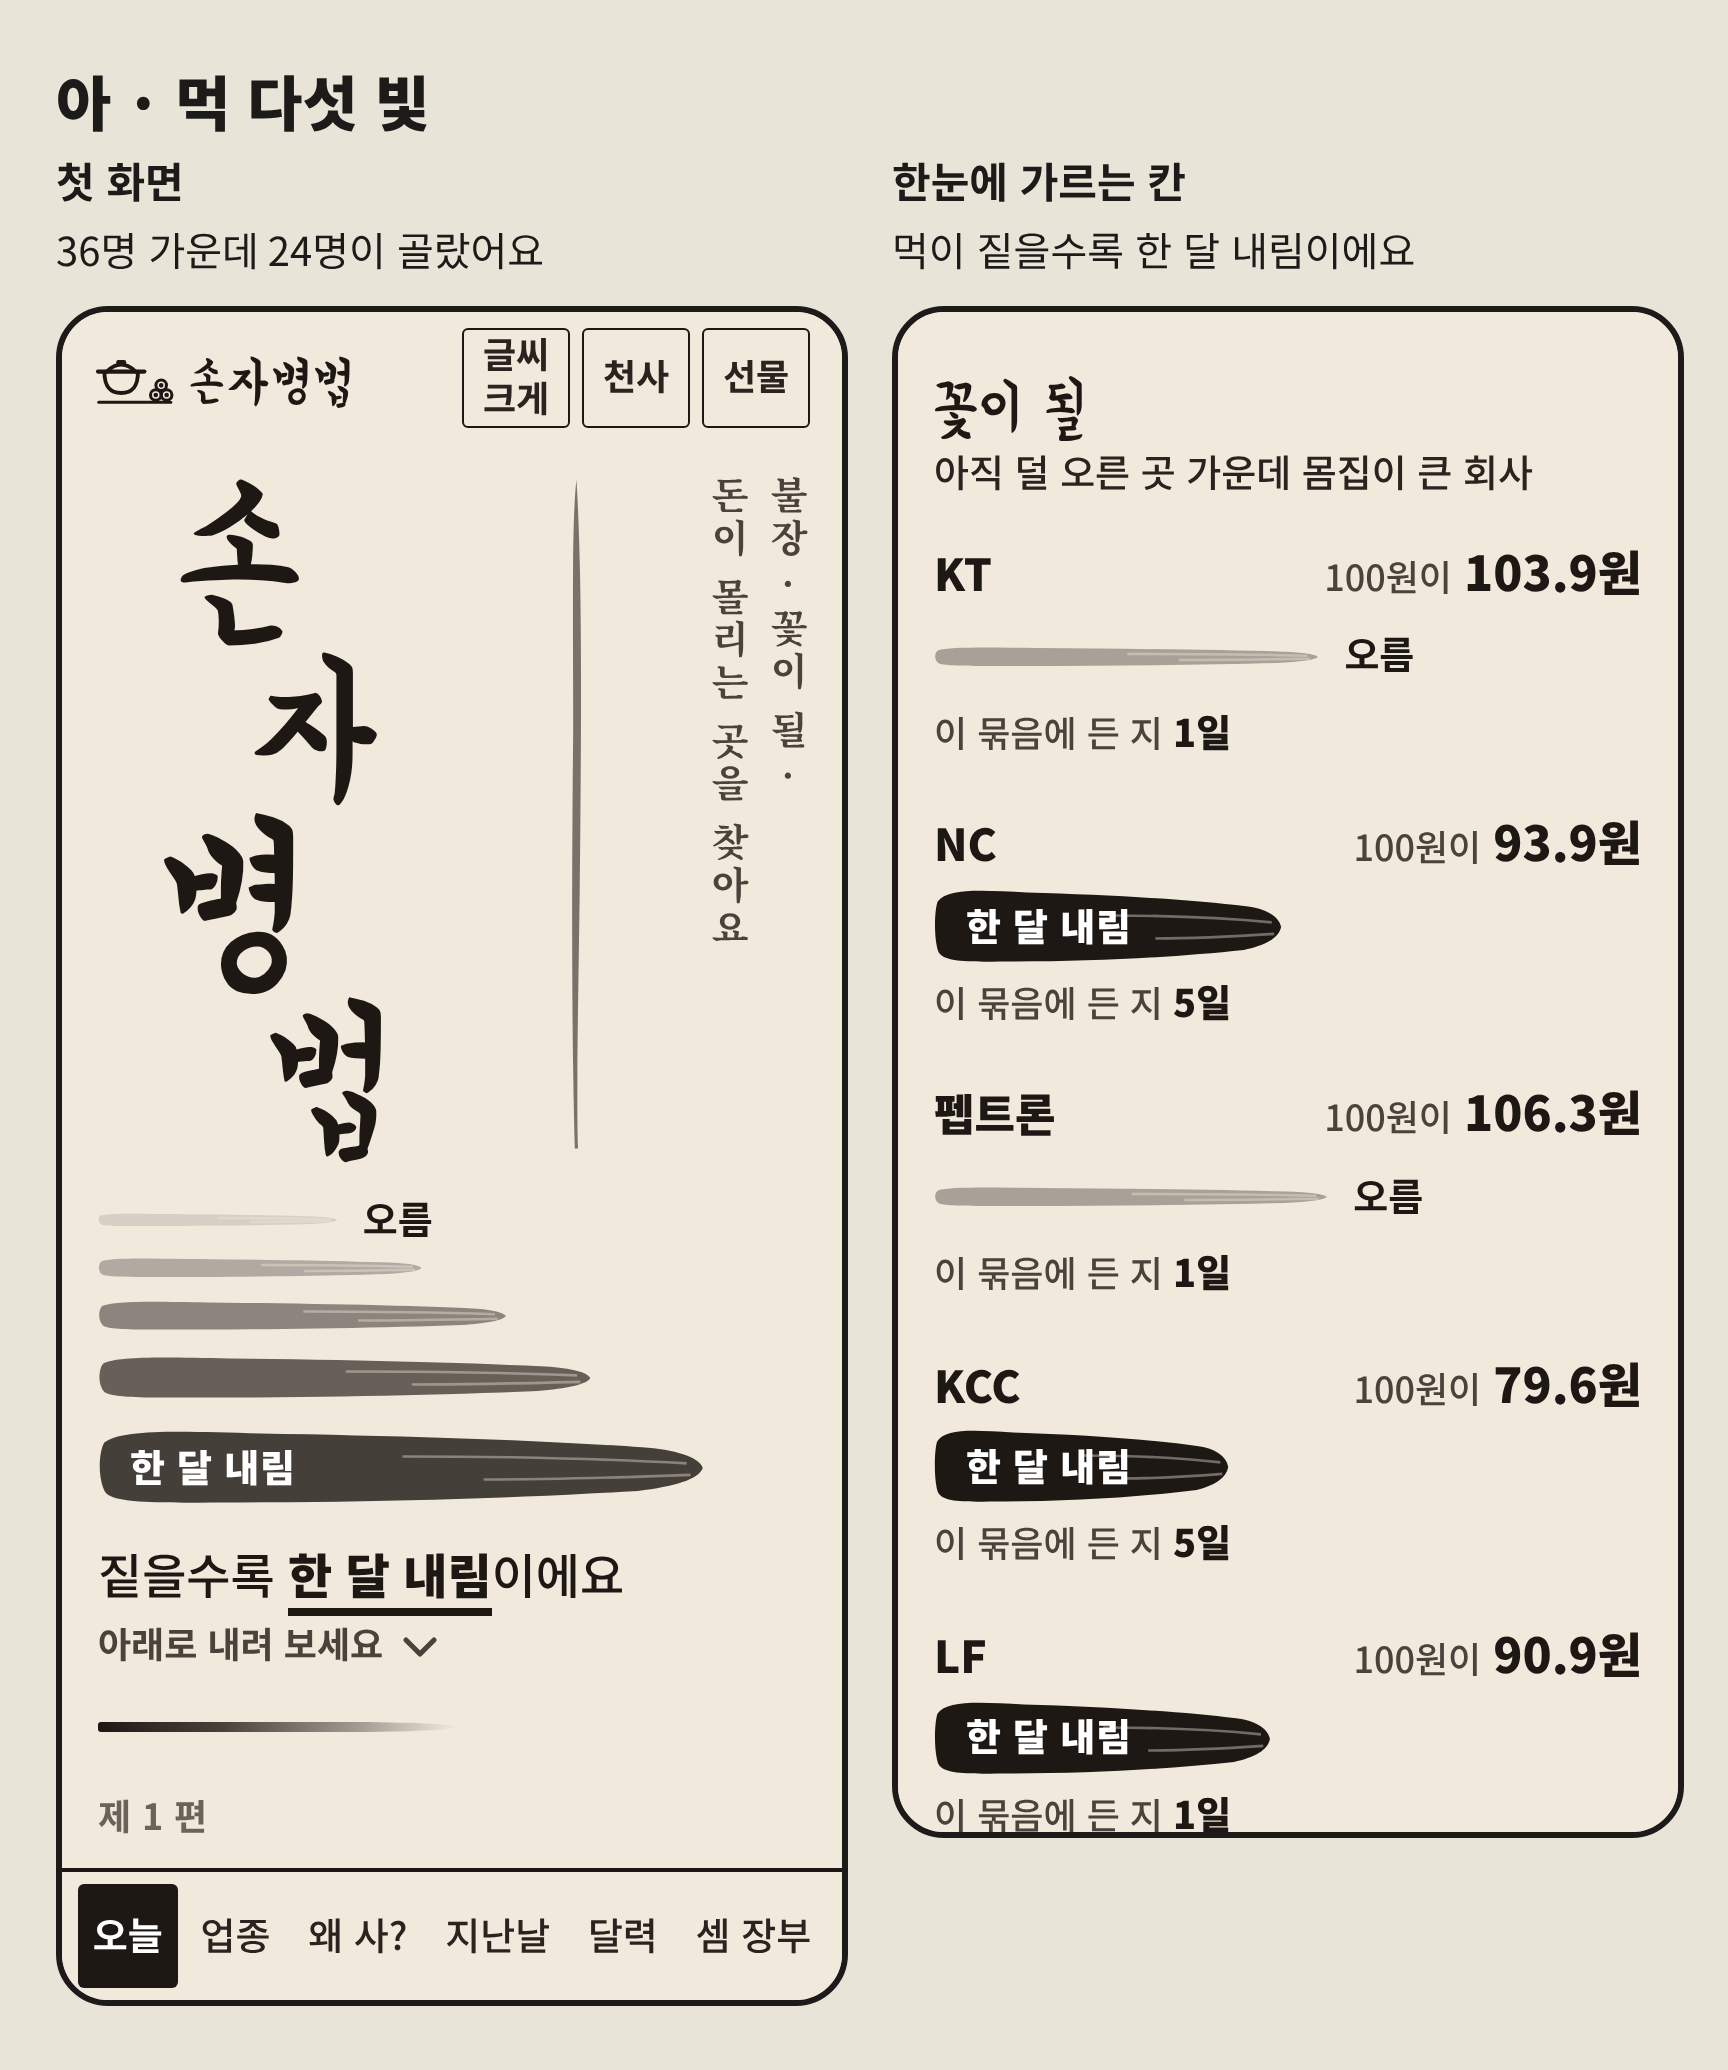 아 · 먹 다섯 빛
첫 화면
36명 가운데 24명이 골랐어요
손자병법
글씨
크게
천사
선물
손
자
병
법
불장 · 꽃이 될 ·
돈이 몰리는 곳을 찾아요
오름
한 달 내림
짙을수록 한 달 내림이에요
아래로 내려 보세요
제 1 편
오늘 업종 왜 사? 지난날 달력 셈 장부
한눈에 가르는 칸
먹이 짙을수록 한 달 내림이에요
꽃이 될
아직 덜 오른 곳 가운데 몸집이 큰 회사
KT 100원이 103.9원
오름
이 묶음에 든 지 1일
NC 100원이 93.9원
한 달 내림
이 묶음에 든 지 5일
펩트론 100원이 106.3원
오름
이 묶음에 든 지 1일
KCC 100원이 79.6원
한 달 내림
이 묶음에 든 지 5일
LF 100원이 90.9원
한 달 내림
이 묶음에 든 지 1일